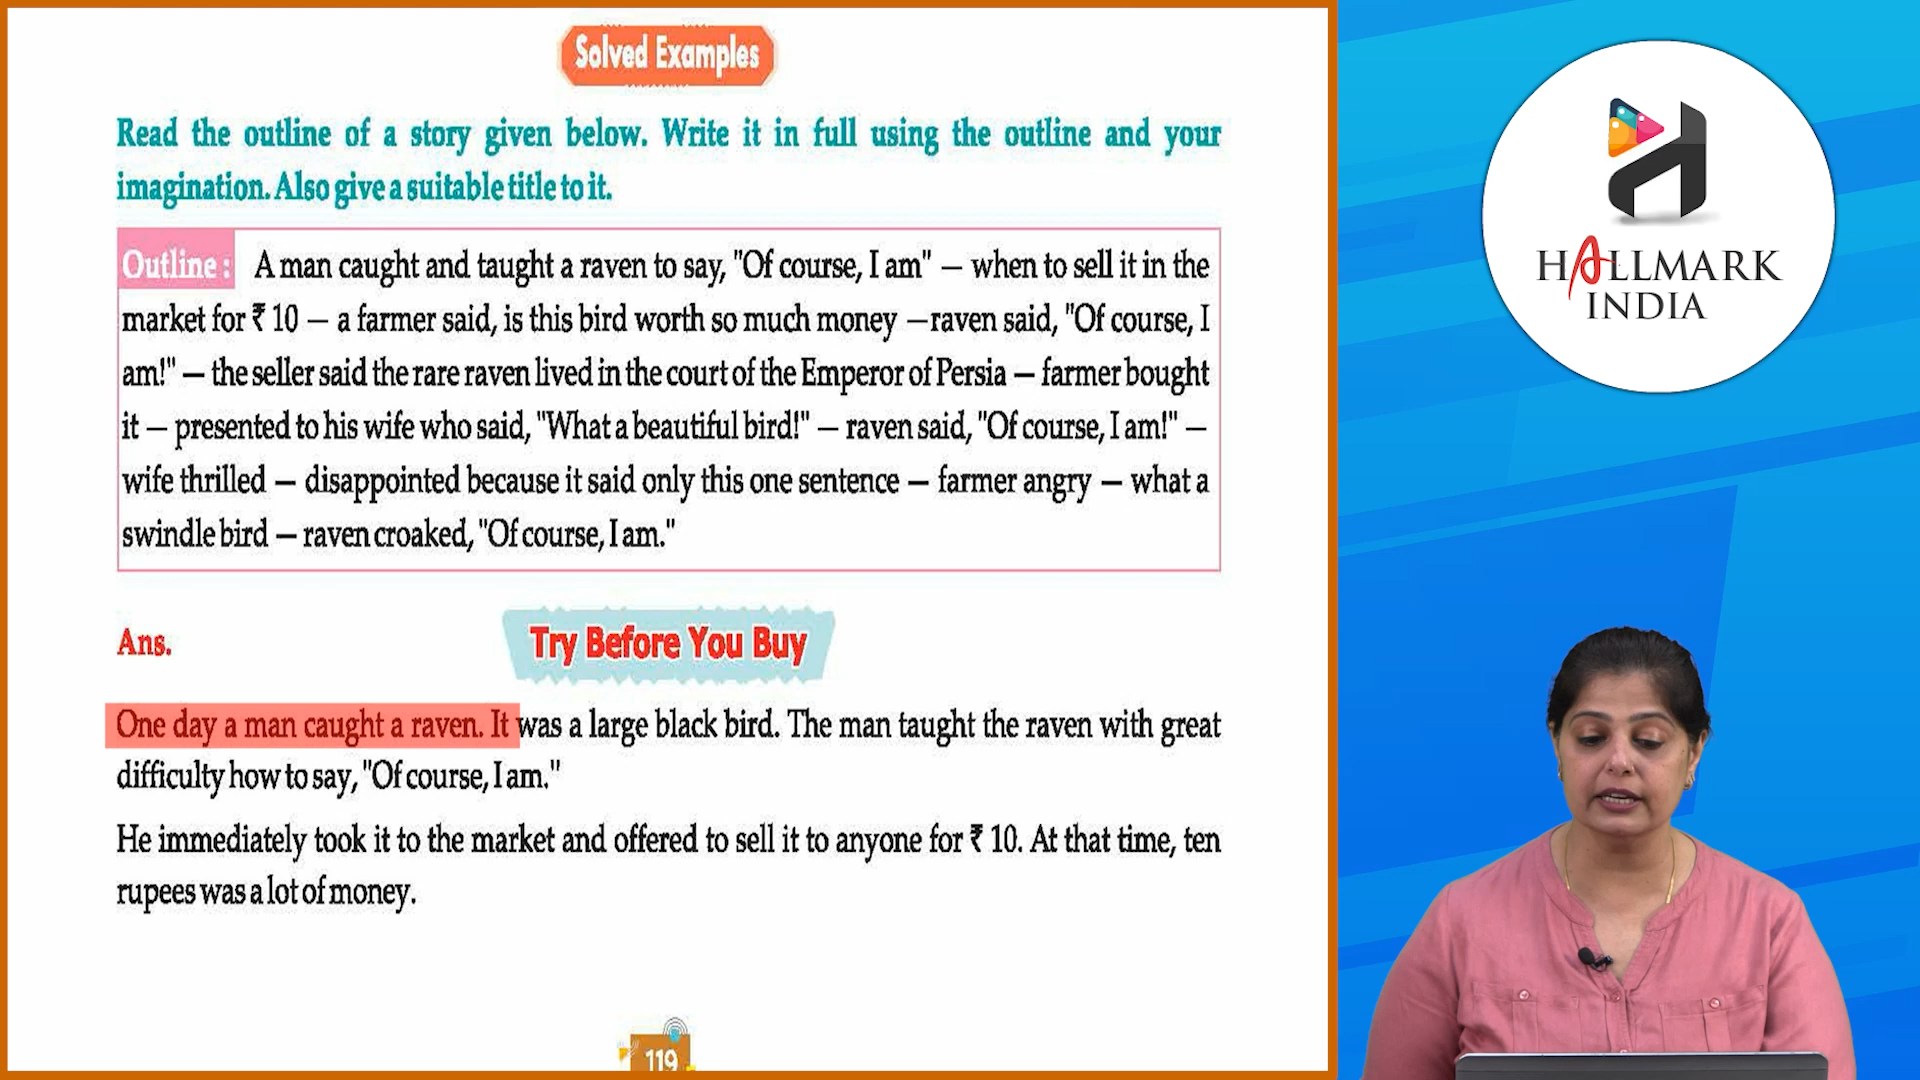 Solved Examples
Read the outline of a story given below. Write it in full using the outline and your
imagination. Also give a suitable title to it.
Outline : A man caught and taught a raven to say, "Of course, I am" – when to sell it in the
market for ₹ 10 – a farmer said, is this bird worth so much money –raven said, "Of course, I
am!" – the seller said the rare raven lived in the court of the Emperor of Persia – farmer bought
it – presented to his wife who said, "What a beautiful bird!" – raven said, "Of course, I am!" –
wife thrilled – disappointed because it said only this one sentence – farmer angry – what a
swindle bird – raven croaked, "Of course, I am."
Ans.
Try Before You Buy
One day a man caught a raven. It was a large black bird. The man taught the raven with great
difficulty how to say, "Of course, I am."
He immediately took it to the market and offered to sell it to anyone for ₹ 10. At that time, ten
rupees was a lot of money.
119
HALLMARK
INDIA